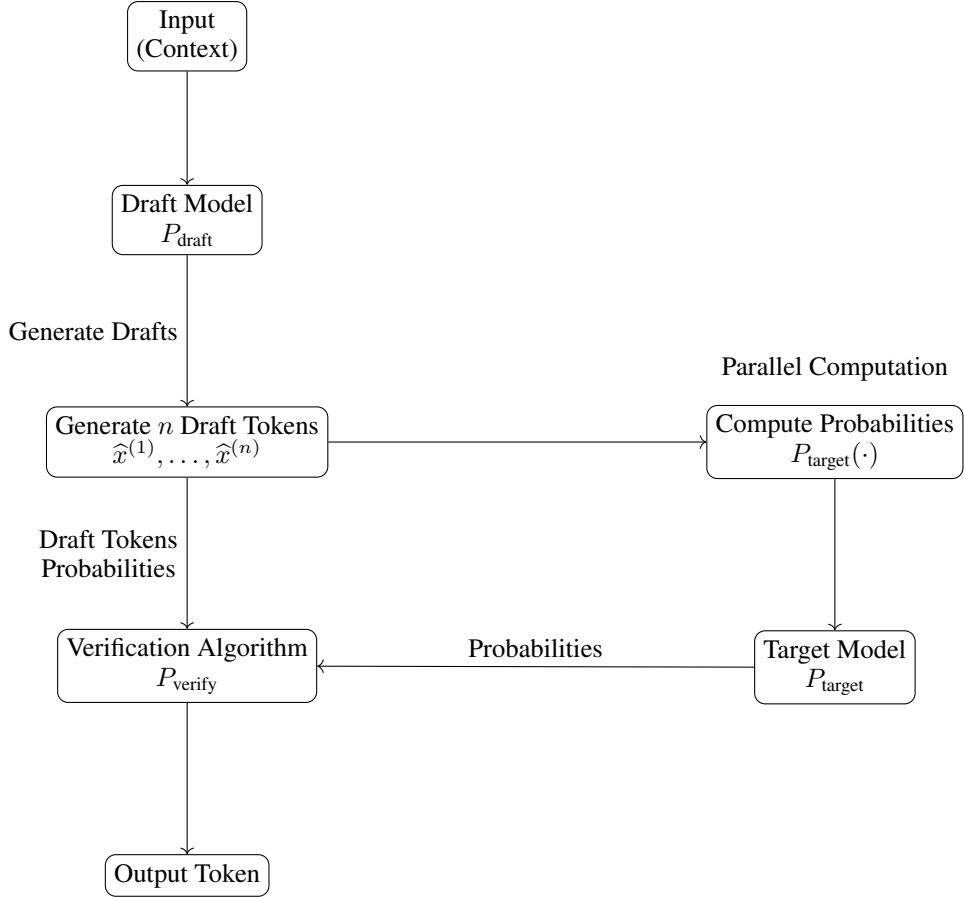 Input
(Context)
Draft Model
P_draft
Generate Drafts
Parallel Computation
Generate n Draft Tokens
x̂^(1), . . . , x̂^(n)
Compute Probabilities
P_target(·)
Draft Tokens
Probabilities
Verification Algorithm
P_verify
Probabilities
Target Model
P_target
Output Token